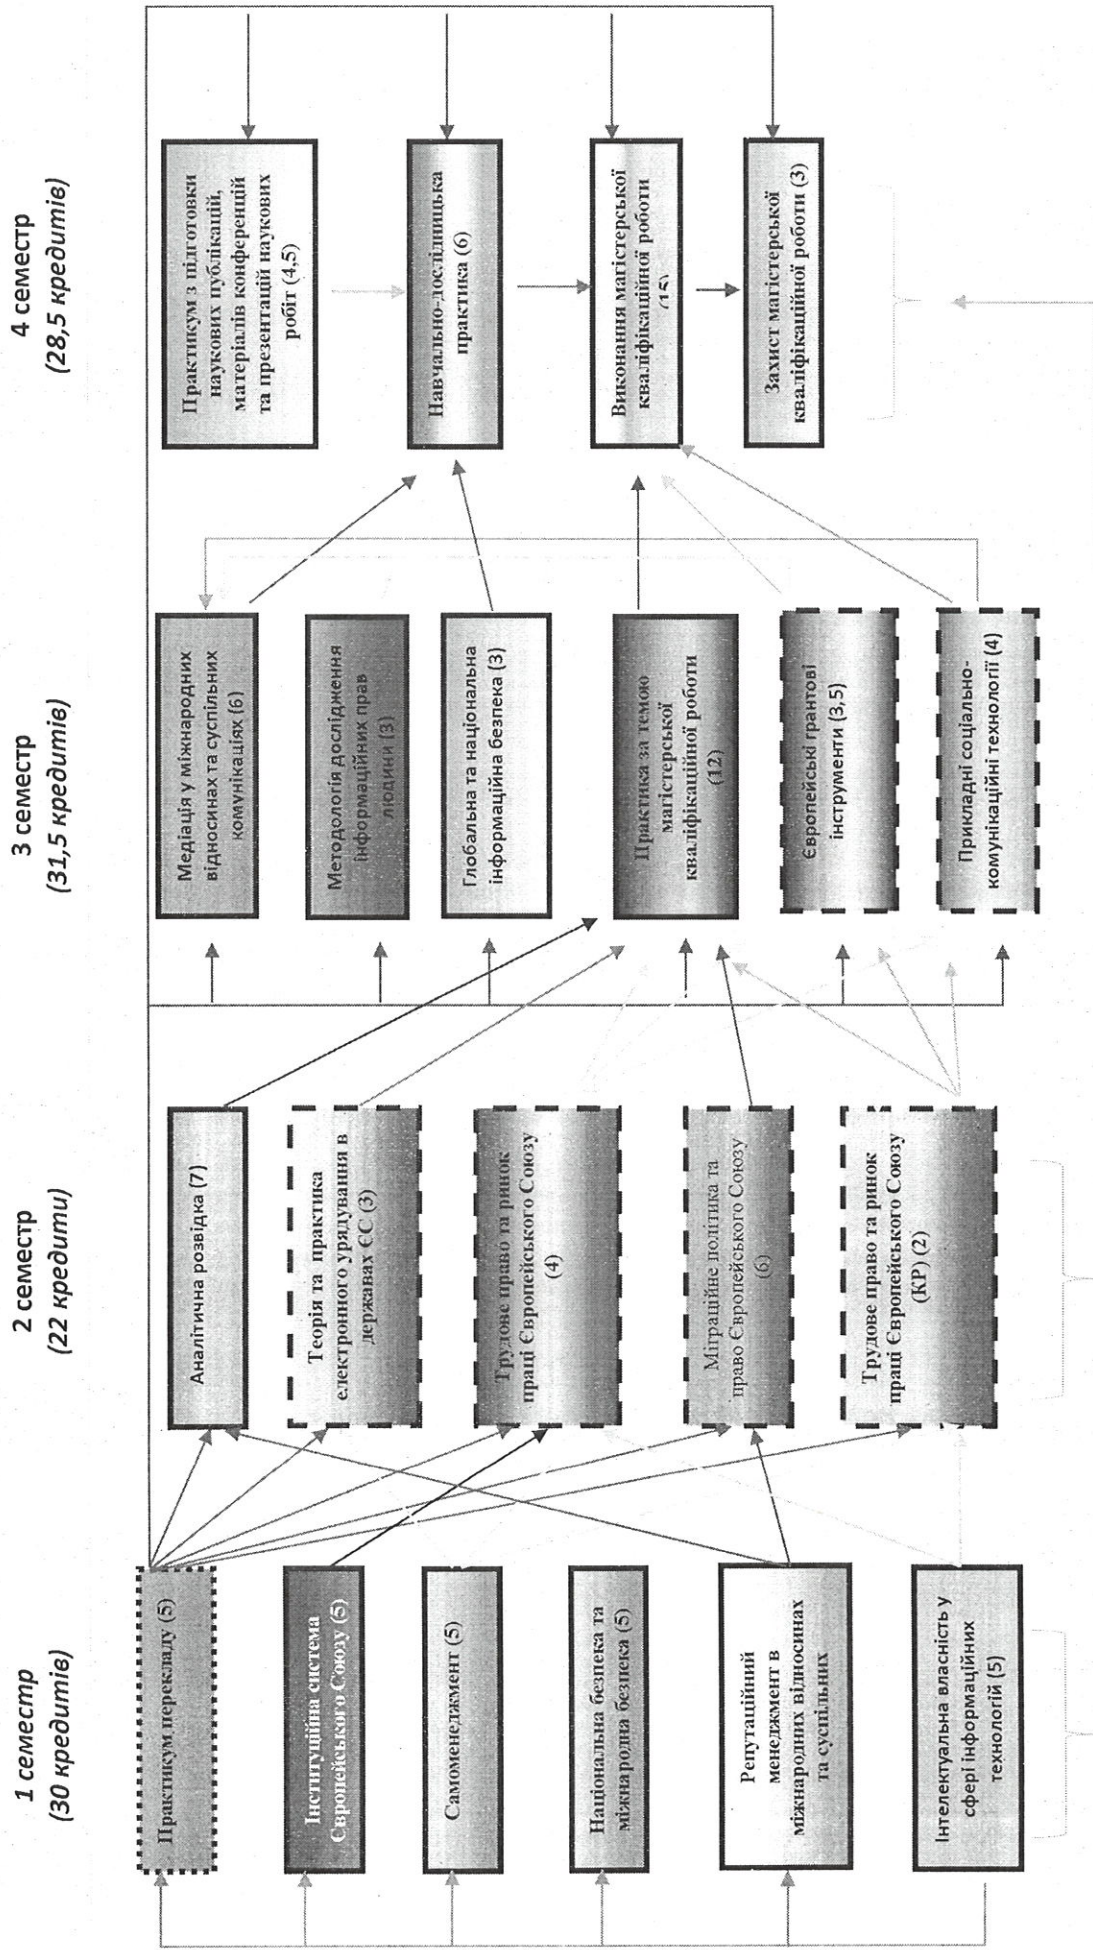 1 семестр
(30 кредитів)
Практикум перекладу (5)
Інституційна система
Європейського Союзу (5)
Самоменеджмент (5)
Національна безпека та
міжнародна безпека (5)
Репутаційний
менеджмент в
міжнародних відносинах
та суспільних
Інтелектуальна власність у
сфері інформаційних
технологій (5)
2 семестр
(22 кредити)
Аналітична розвідка (7)
Теорія та практика
електронного урядування в
державах ЄС (3)
Трудове право та ринок
праці Європейського Союзу
(4)
Міграційне політика та
право Європейського Союзу
(6)
Трудове право та ринок
праці Європейського Союзу
(КР) (2)
3 семестр
(31,5 кредитів)
Медіація у міжнародних
відносинах та суспільних
комунікаціях (6)
Методологія дослідження
інформаційних прав
людини (3)
Глобальна та національна
інформаційна безпека (3)
Практика за темою
магістерської
кваліфікаційної роботи
(12)
Європейські грантові
інструменти (3,5)
Прикладні соціально-
комунікаційні технології (4)
4 семестр
(28,5 кредитів)
Практикум з підготовки
наукових публікацій,
матеріалів конференцій
та презентацій наукових
робіт (4,5)
Навчально-дослідницька
практика (6)
Виконання магістерської
кваліфікаційної роботи
(15)
Захист магістерської
кваліфікаційної роботи (3)